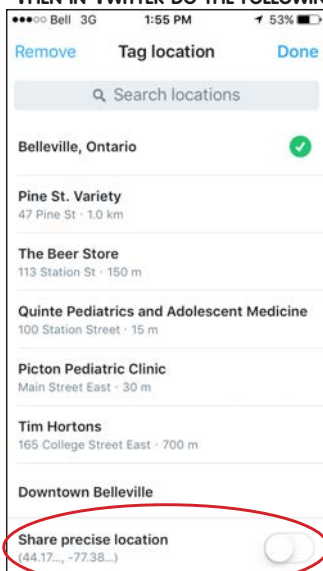 WHEN IN TWITTER DO THE FOLLOWIN
Bell 3G 1:55 PM 53%
Remove Tag location Done
Search locations
Belleville, Ontario
Pine St. Variety
47 Pine St · 1.0 km
The Beer Store
113 Station St · 150 m
Quinte Pediatrics and Adolescent Medicine
100 Station Street · 15 m
Picton Pediatric Clinic
Main Street East · 30 m
Tim Hortons
165 College Street East · 700 m
Downtown Belleville
Share precise location
(44.17..., -77.38...)